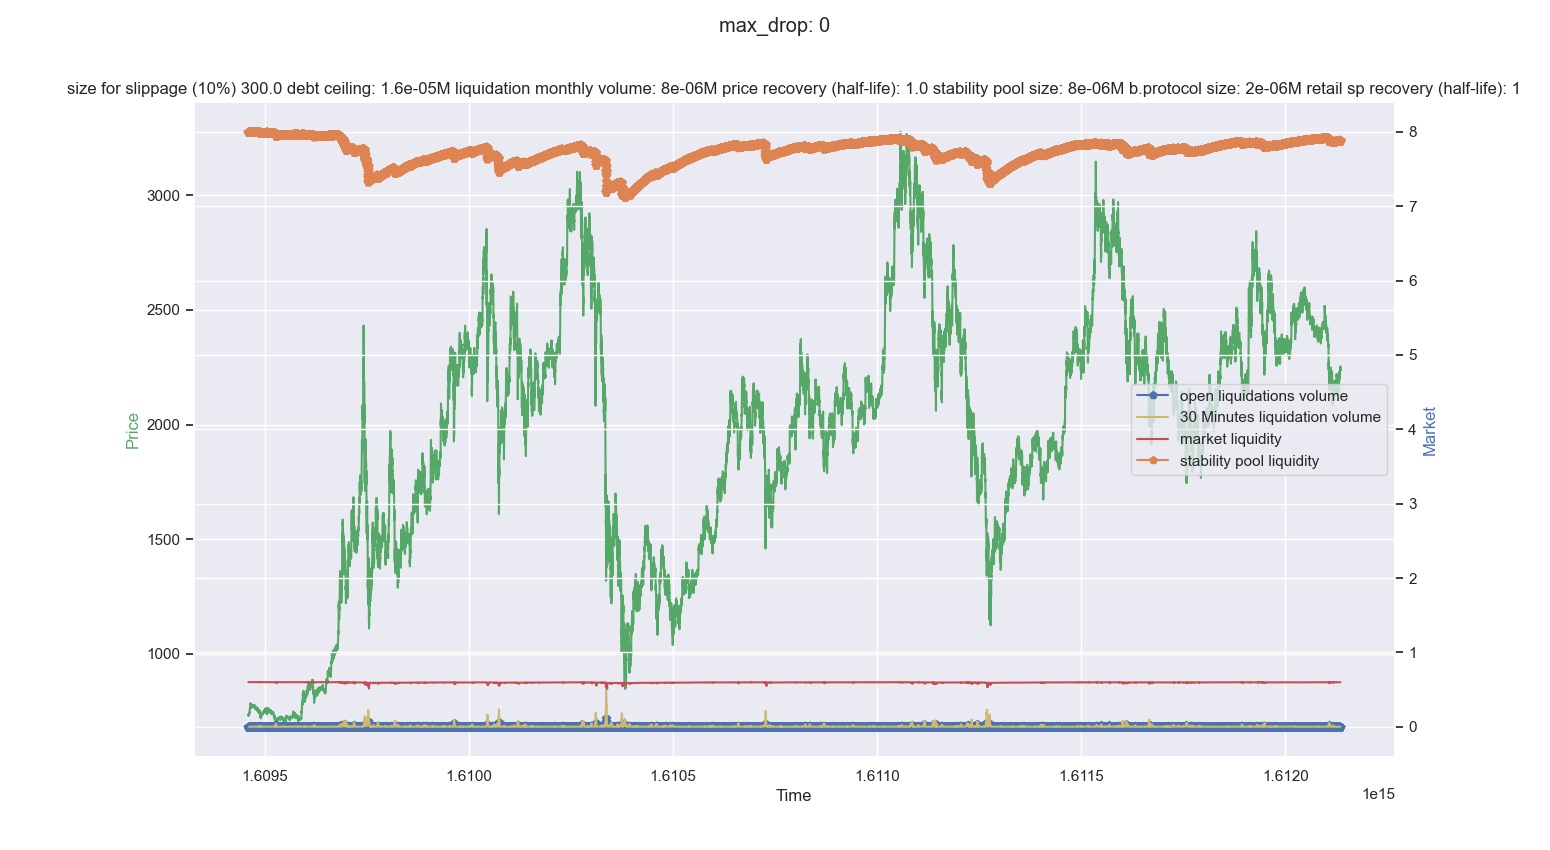 max_drop: 0
size for slippage (10%) 300.0 debt ceiling: 1.6e-05M liquidation monthly volume: 8e-06M price recovery (half-life): 1.0 stability pool size: 8e-06M b.protocol size: 2e-06M retail sp recovery (half-life): 1
8
3000
7
6
2500
5
open liquidations volume
30 Minutes liquidation volume
market liquidity
stability pool liquidity
2000
4
Price
Market
3
1500
2
1000
1
0
1.6095
1.6100
1.6105
1.6110
1.6115
1.6120
Time
1e15